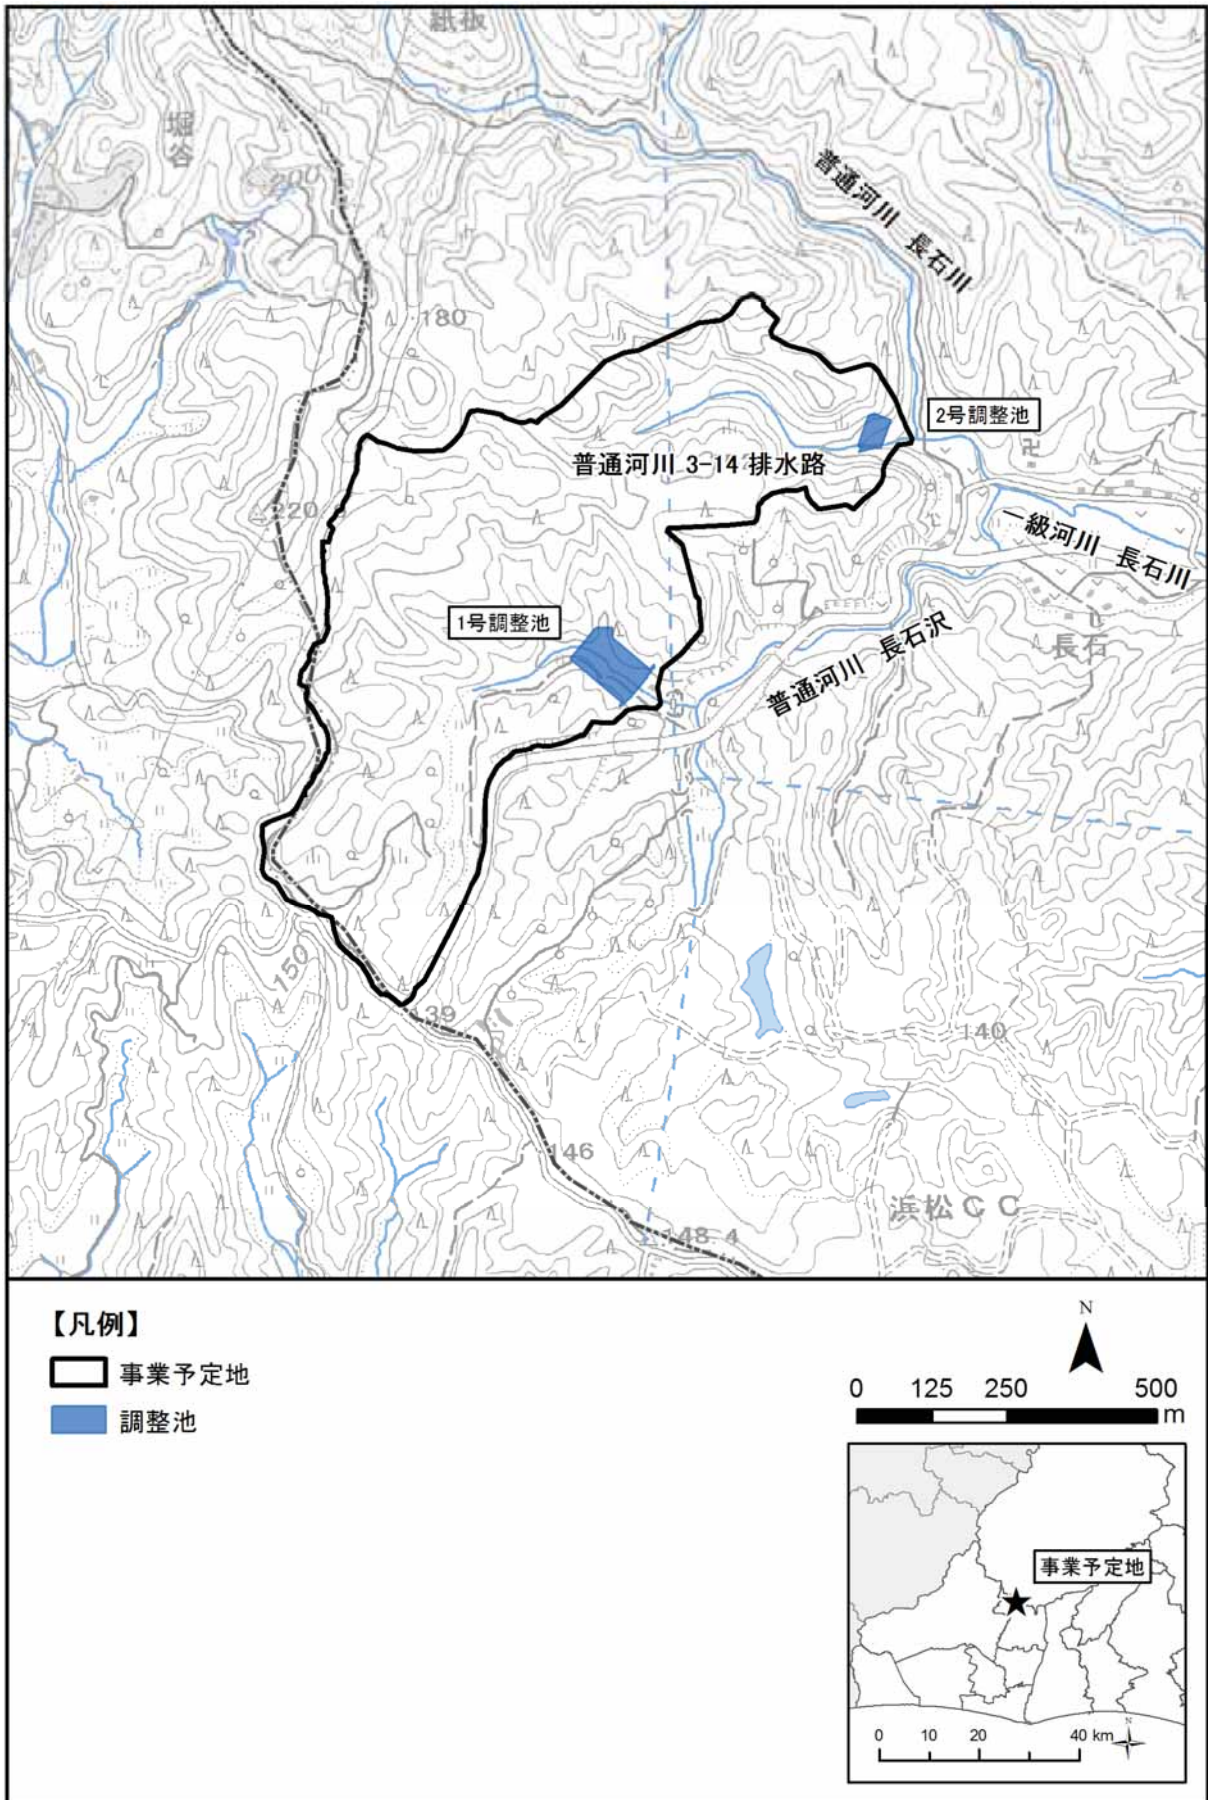 紙板
堀谷
200
普通河川 長石川
180
2号調整池
卍
普通河川 3-14 排水路
220
一級河川 長石川
1号調整池
長石
普通河川 長石沢
150
139
140
146
浜松CC
148.4
【凡例】
事業予定地
調整池
N
0 125 250 500
m
事業予定地
N
0 10 20 40 km